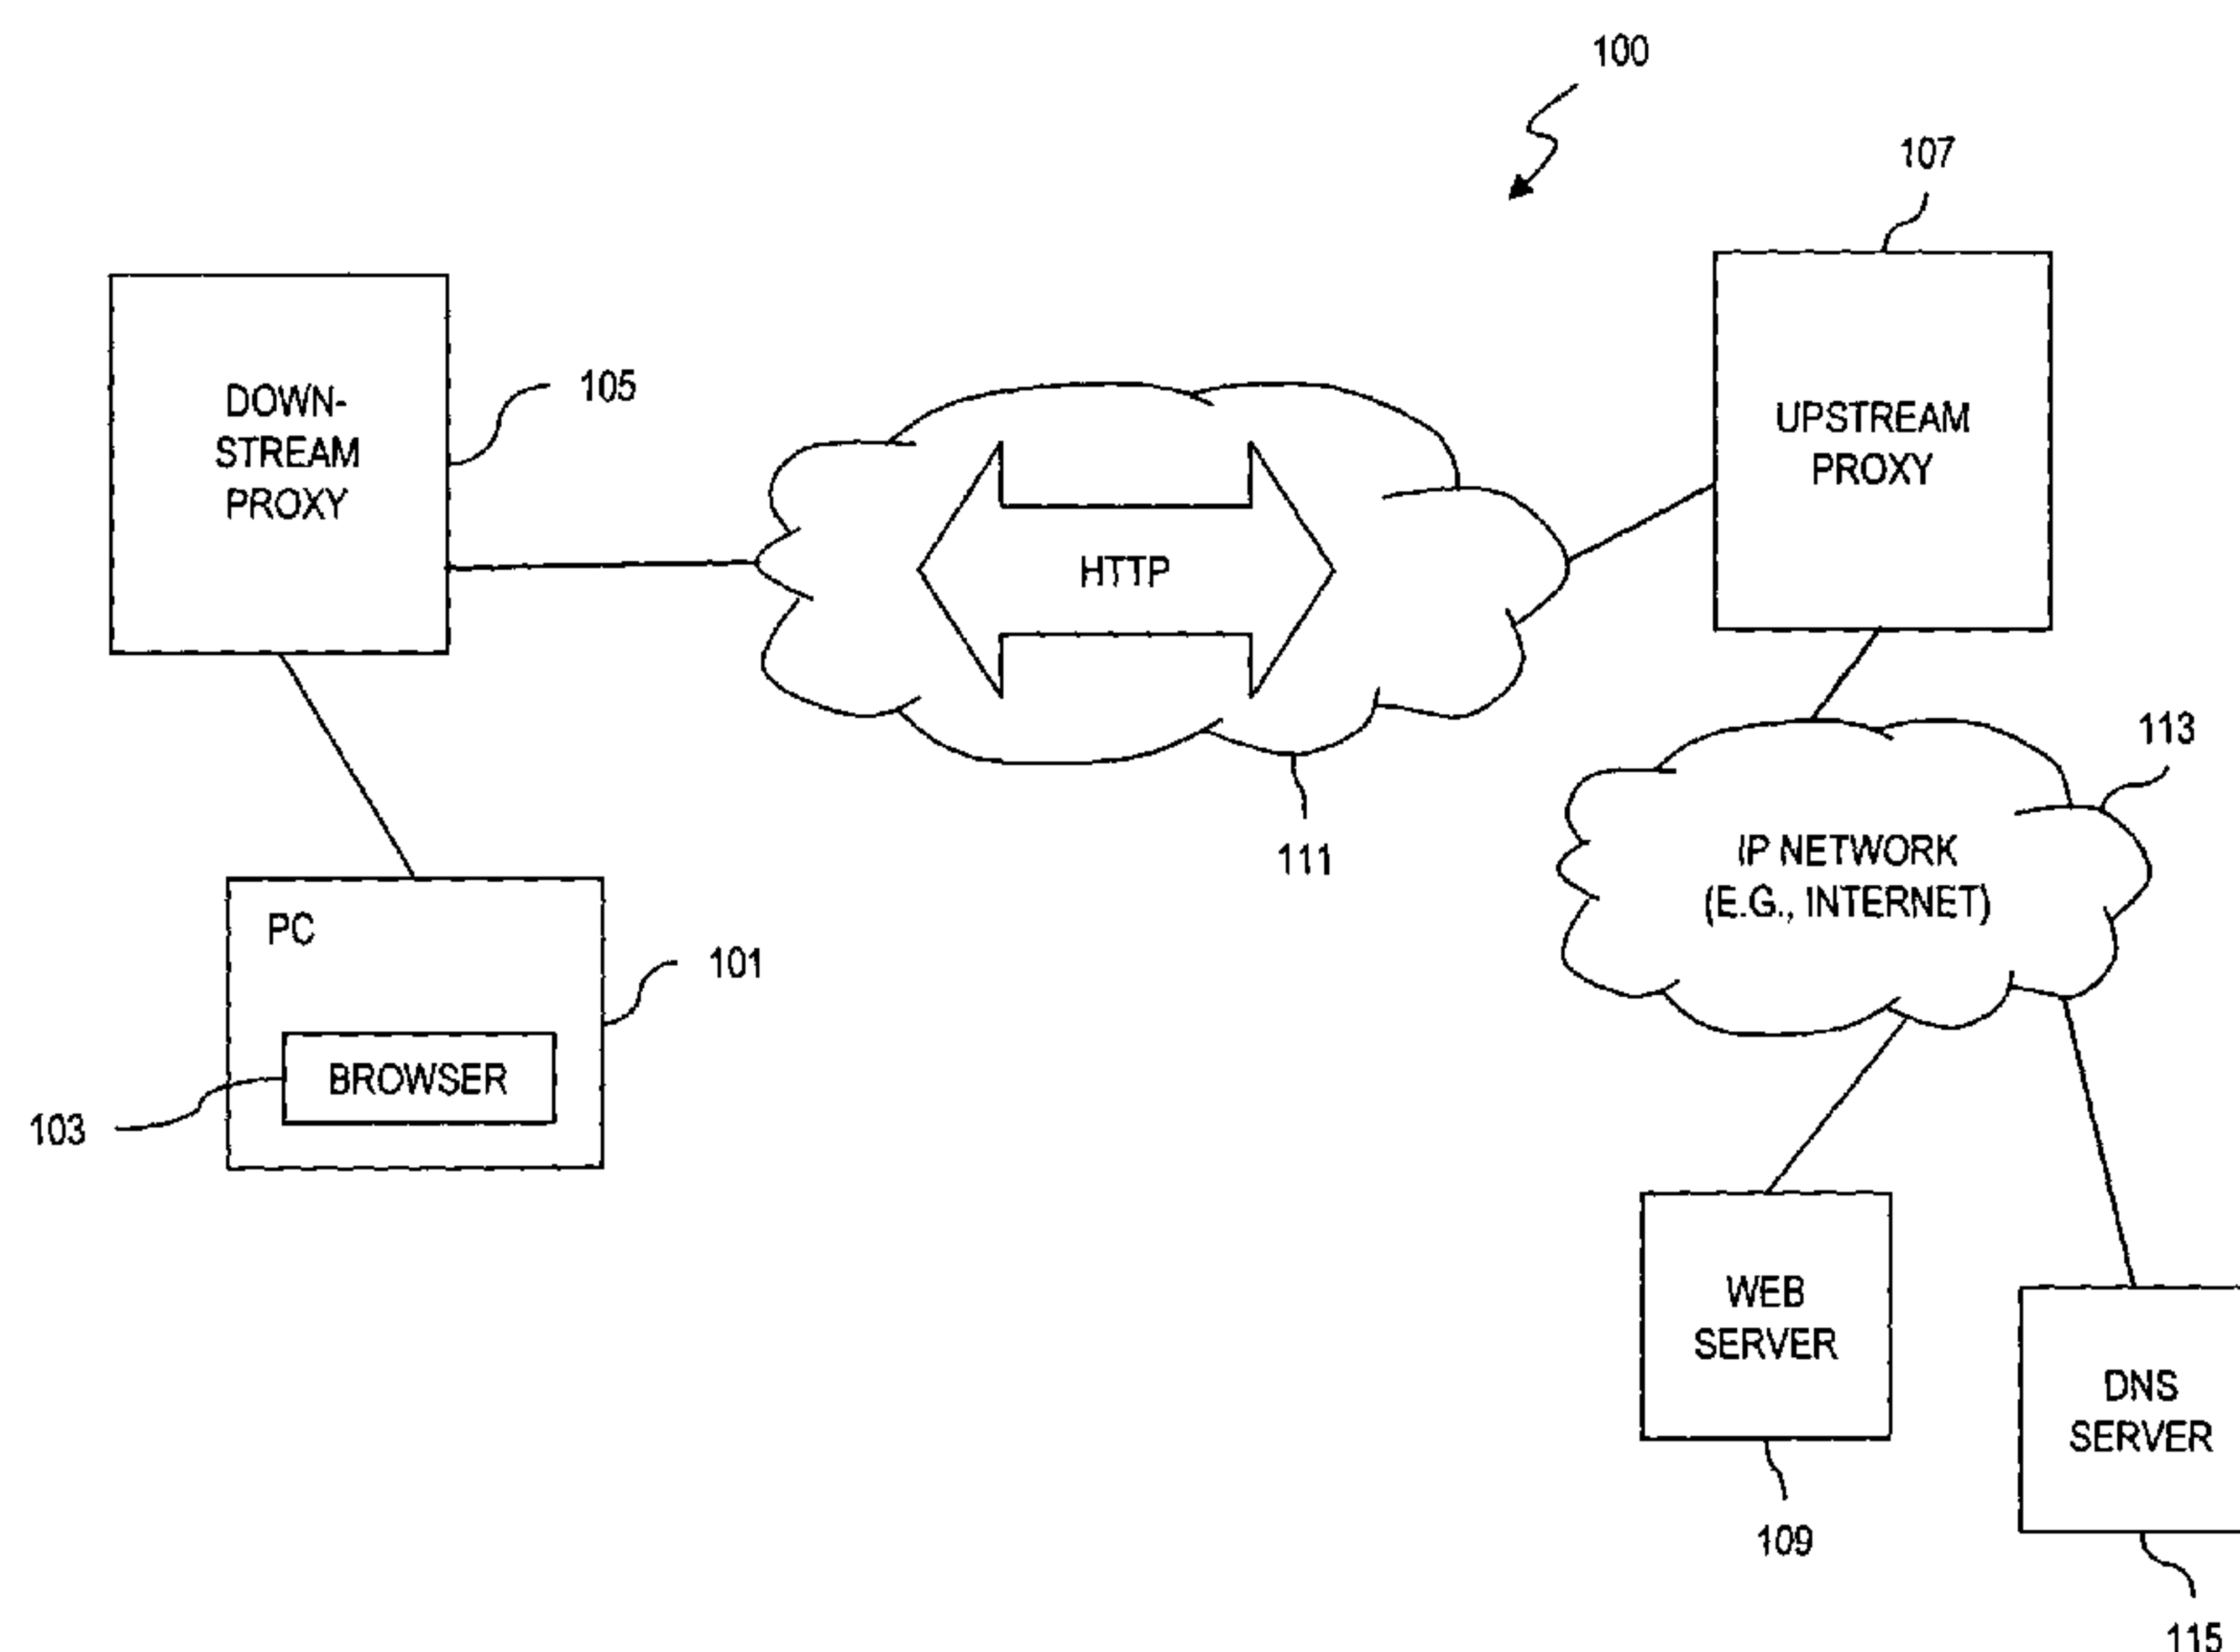 100
107
DOWN-
STREAM
PROXY
105
UPSTREAM
PROXY
HTTP
111
113
IP NETWORK
(E.G., INTERNET)
PC
101
BROWSER
103
WEB
SERVER
109
DNS
SERVER
115